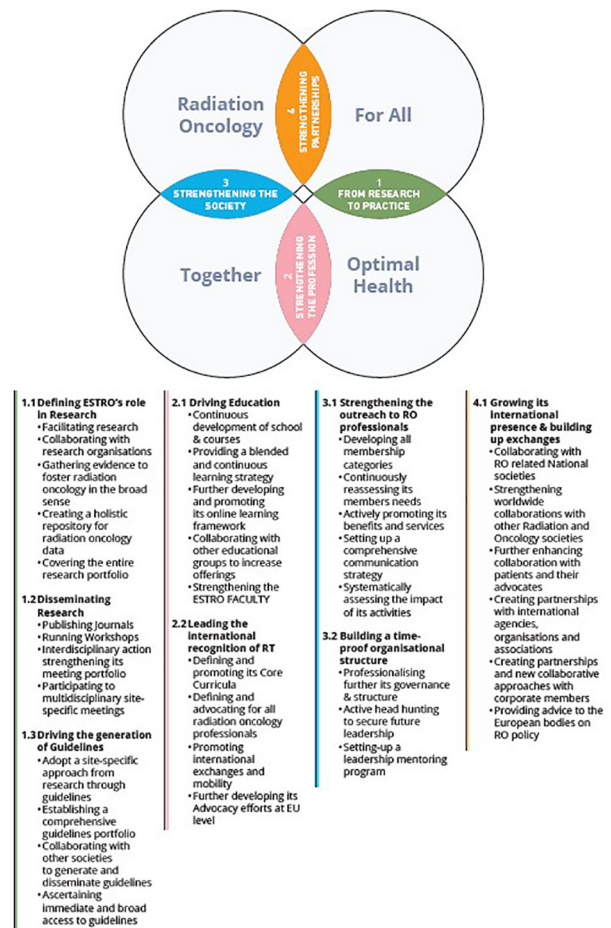 Radiation
Oncology
For All
4
STRENGTHENING
PARTNERSHIPS
3
STRENGTHENING THE
SOCIETY
1
FROM RESEARCH
TO PRACTICE
2
STRENGTHENING
THE PROFESSION
Together
Optimal
Health
1.1 Defining ESTRO's role
in Research
•Facilitating research
•Collaborating with
research organisations
•Gathering evidence to
foster radiation
oncology in the broad
sense
•Creating a holistic
repository for
radiation oncology
data
•Covering the entire
research portfolio
1.2 Disseminating
Research
•Publishing Journals
•Running Workshops
•Interdisciplinary action
strengthening its
meeting portfolio
•Participating to
multidisciplinary site-
specific meetings
1.3 Driving the generation
of Guidelines
•Adopt a site-specific
approach from
research through
guidelines
•Establishing a
comprehensive
guidelines portfolio
•Collaborating with
other societies
to generate and
disseminate guidelines
•Ascertaining
immediate and broad
access to guidelines
2.1 Driving Education
•Continuous
development of school
& courses
•Providing a blended
and continuous
learning strategy
•Further developing
and promoting
its online learning
framework
•Collaborating with
other educational
groups to increase
offerings
•Strengthening the
ESTRO FACULTY
2.2 Leading the
international
recognition of RT
•Defining and
promoting its Core
Curricula
•Defining and
advocating for all
radiation oncology
professionals
•Promoting
international
exchanges and
mobility
•Further developing its
Advocacy efforts at EU
level
3.1 Strengthening the
outreach to RO
professionals
•Developing all
membership
categories
•Continuously
reassessing its
members needs
•Actively promoting its
benefits and services
•Setting up a
comprehensive
communication
strategy
•Systematically
assessing the impact
of its activities
3.2 Building a time-
proof organisational
structure
•Professionalising
further its governance
& structure
•Active head hunting
to secure future
leadership
•Setting-up a
leadership mentoring
program
4.1 Growing its
international
presence & building
up exchanges
•Collaborating with
RO related National
societies
•Strengthening
worldwide
collaborations with
other Radiation and
Oncology societies
•Further enhancing
collaboration with
patients and their
advocates
•Creating partnerships
with international
agencies,
organisations and
associations
•Creating partnerships
and new collaborative
approaches with
corporate members
•Providing advice to the
European bodies on
RO policy